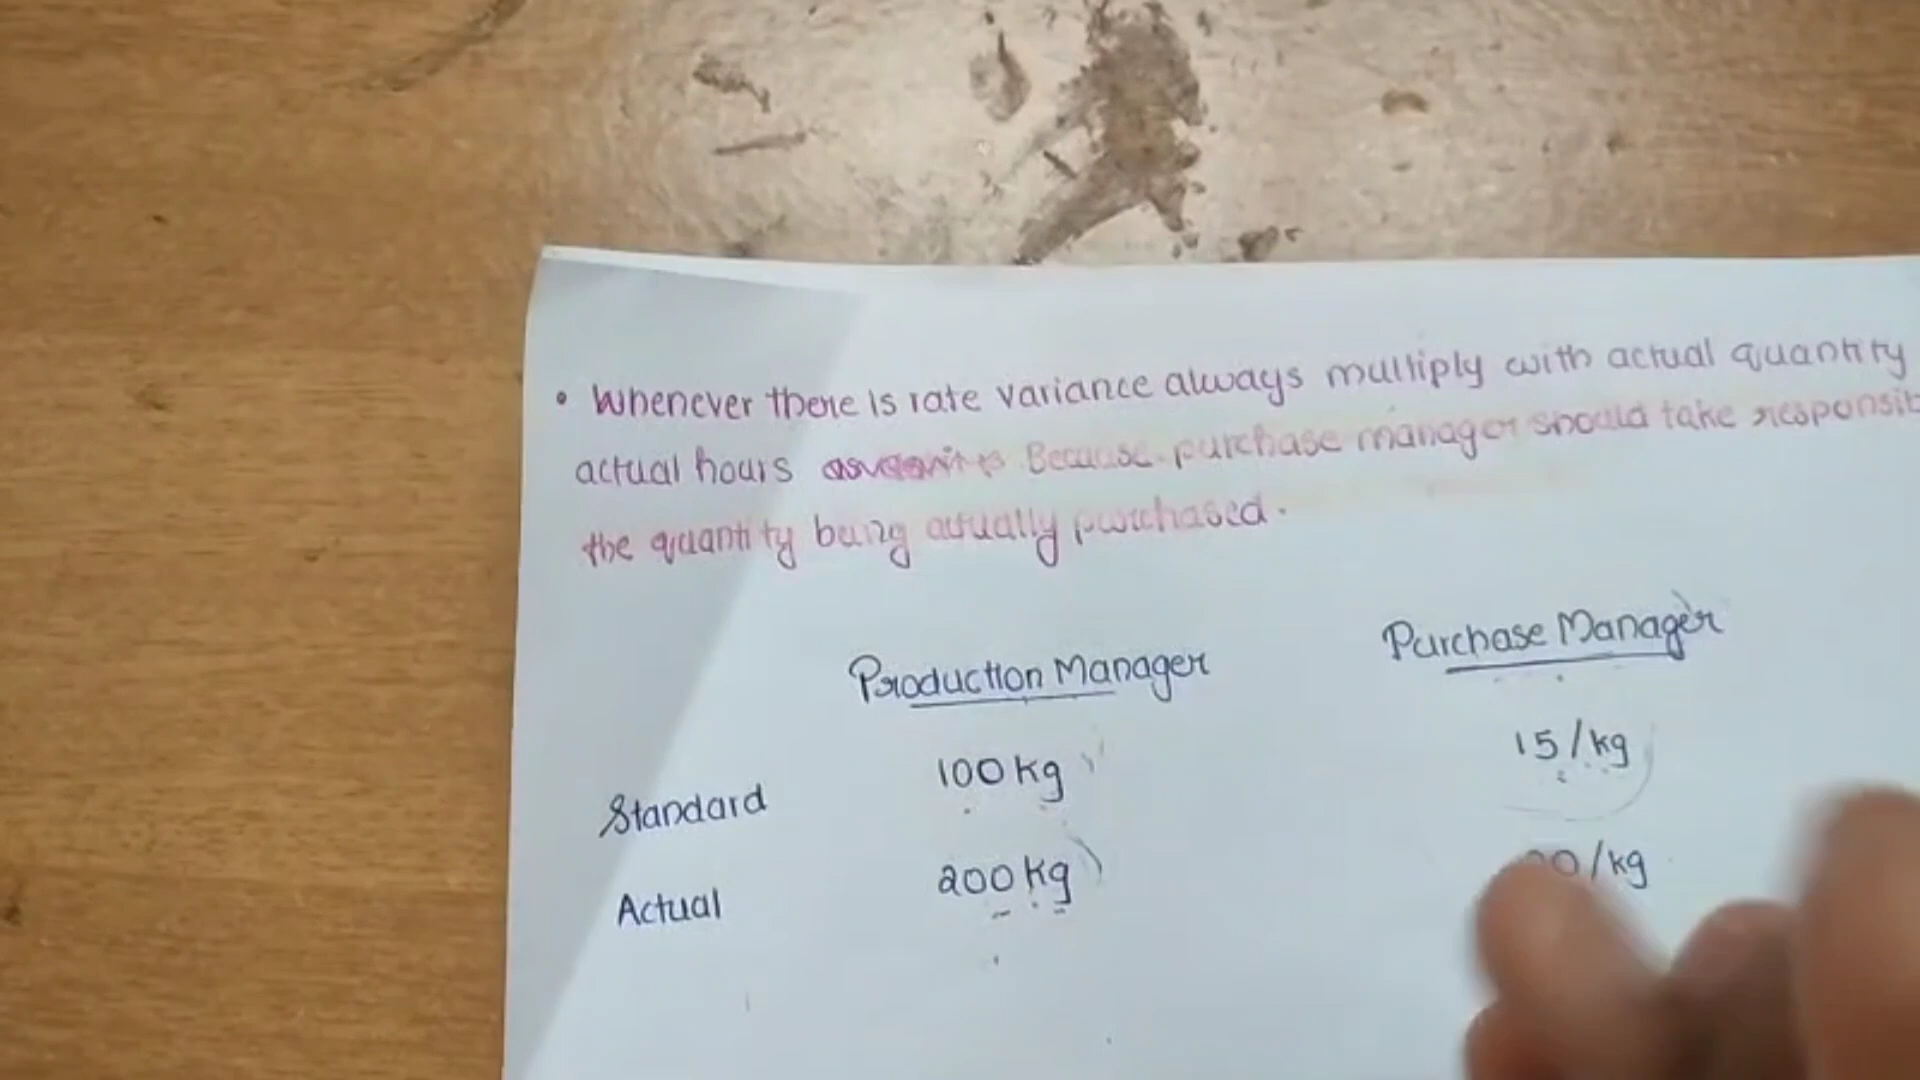 • Whenever there is rate variance always multiply with actual quantity
actual hours Because purchase manager should take
the quantity being actually purchased.
Production Manager Purchase Manager
Standard 100 kg 15/kg
Actual 200 kg /kg